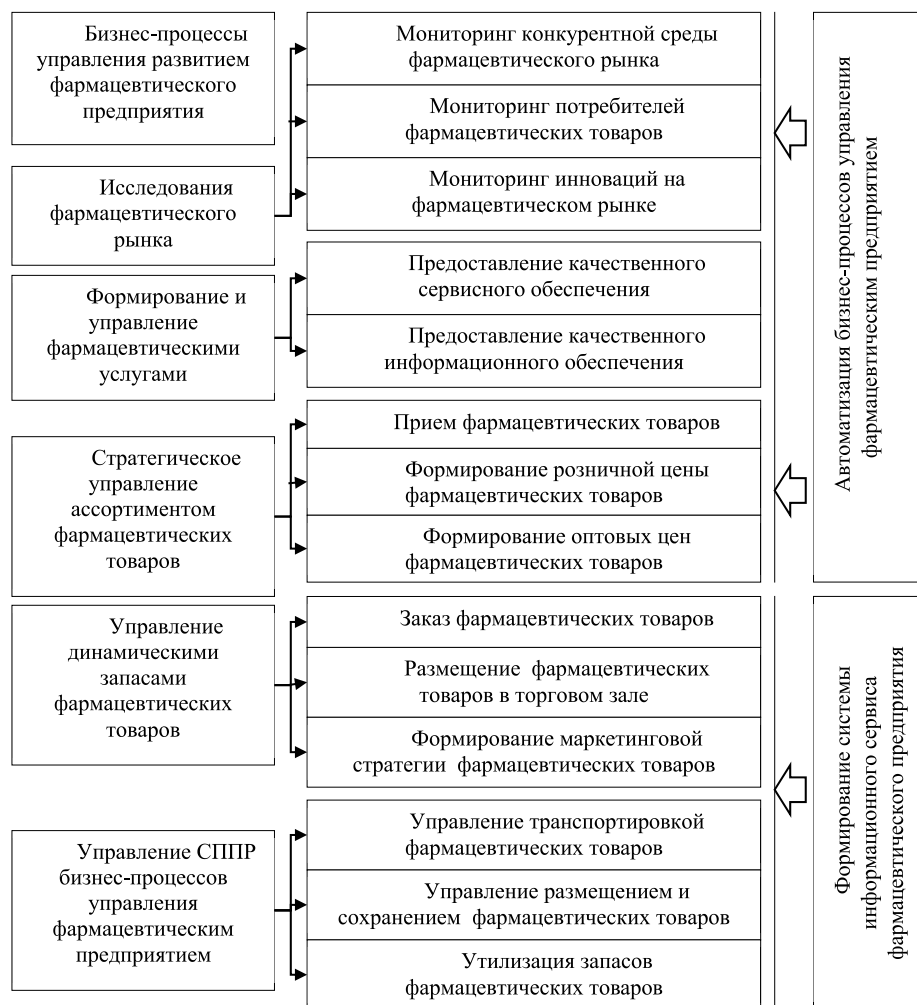 Бизнес-процессы
управления развитием
фармацевтического
предприятия
Исследования
фармацевтического
рынка
Формирование и
управление
фармацевтическими
услугами
Стратегическое
управление
ассортиментом
фармацевтических
товаров
Управление
динамическими
запасами
фармацевтических
товаров
Управление СППР
бизнес-процессов
управления
фармацевтическим
предприятием
Мониторинг конкурентной среды
фармацевтического рынка
Мониторинг потребителей
фармацевтических товаров
Мониторинг инноваций на
фармацевтическом рынке
Предоставление качественного
сервисного обеспечения
Предоставление качественного
информационного обеспечения
Прием фармацевтических товаров
Формирование розничной цены
фармацевтических товаров
Формирование оптовых цен
фармацевтических товаров
Заказ фармацевтических товаров
Размещение фармацевтических
товаров в торговом зале
Формирование маркетинговой
стратегии фармацевтических товаров
Управление транспортировкой
фармацевтических товаров
Управление размещением и
сохранением фармацевтических товаров
Утилизация запасов
фармацевтических товаров
Автоматизация бизнес-процессов управления
фармацевтическим предприятием
Формирование системы
информационного сервиса
фармацевтического предприятия